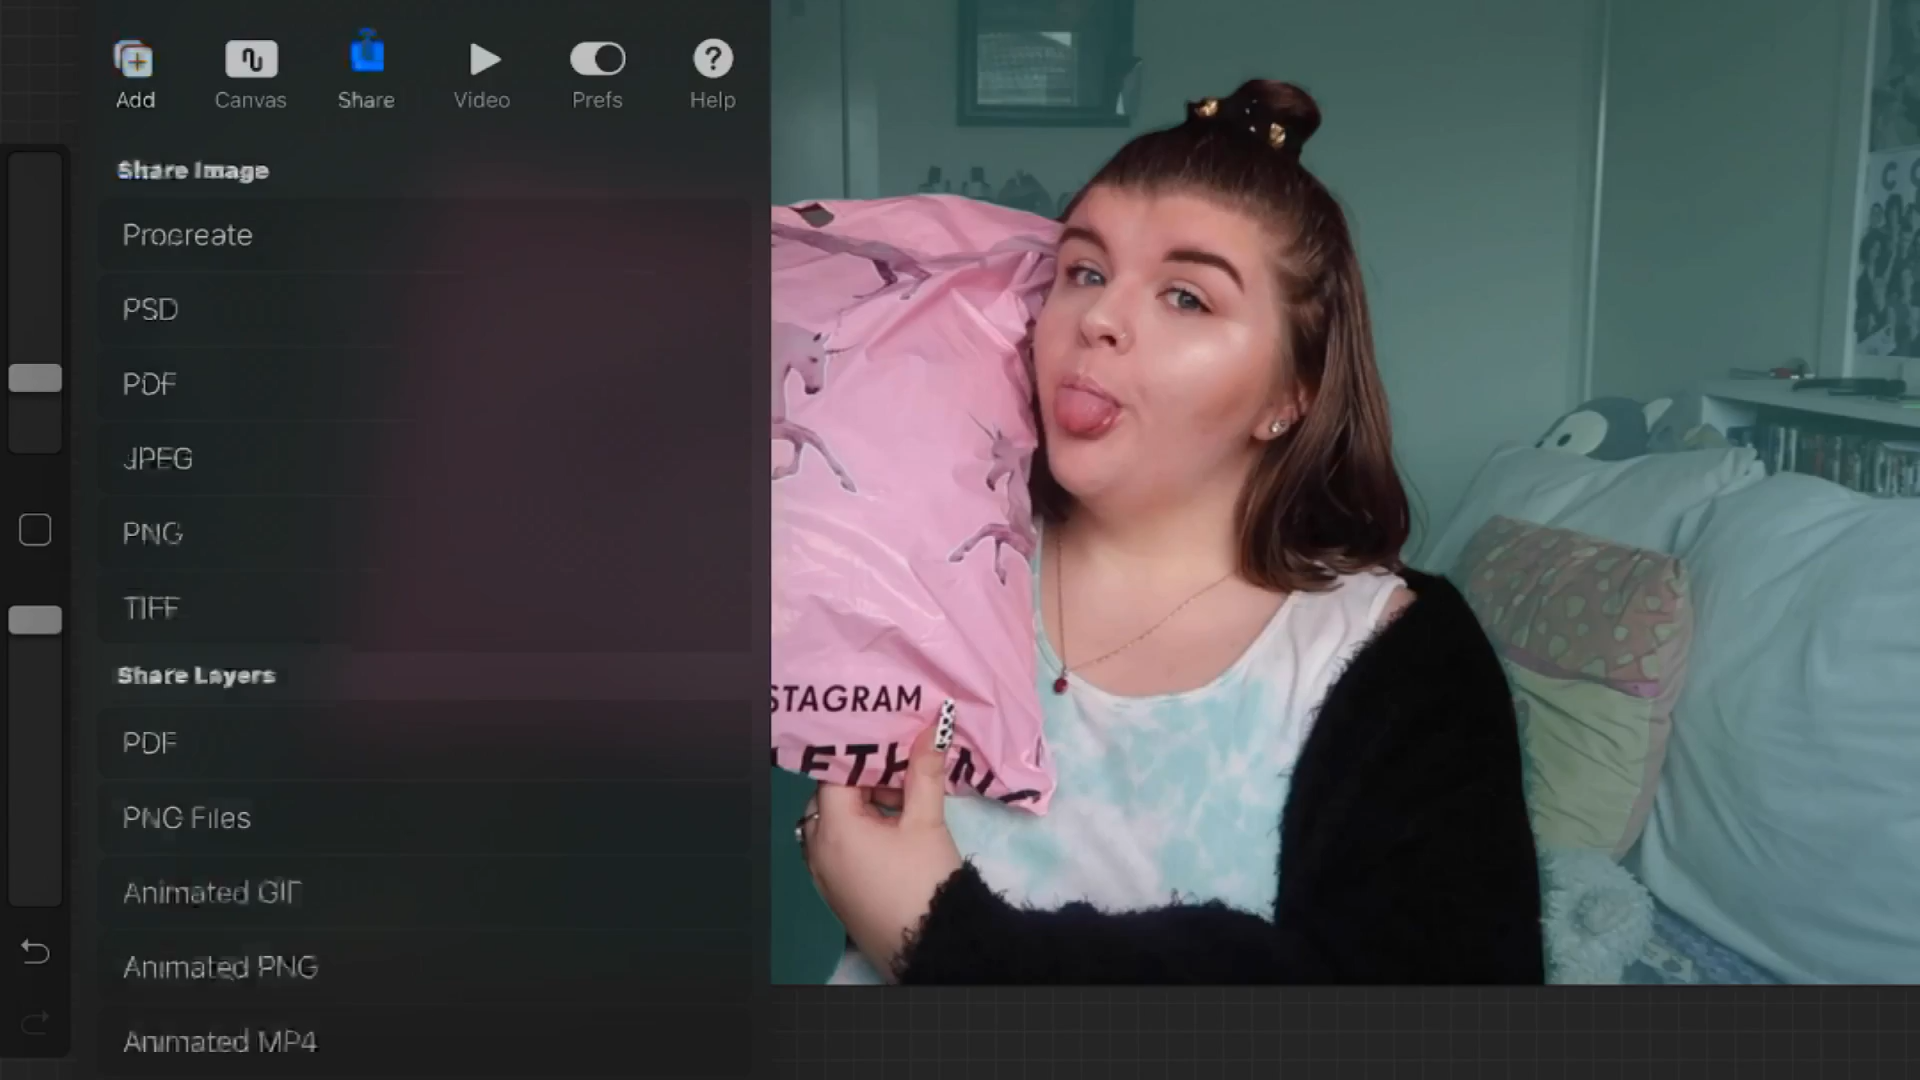 Add
Canvas
Share
Video
Prefs
Help
Share Image
Procreate
PSD
PDF
JPEG
PNG
TIFF
Share Layers
PDF
PNG Files
Animated GIF
Animated PNG
Animated MP4
STAGRAM
LETHING